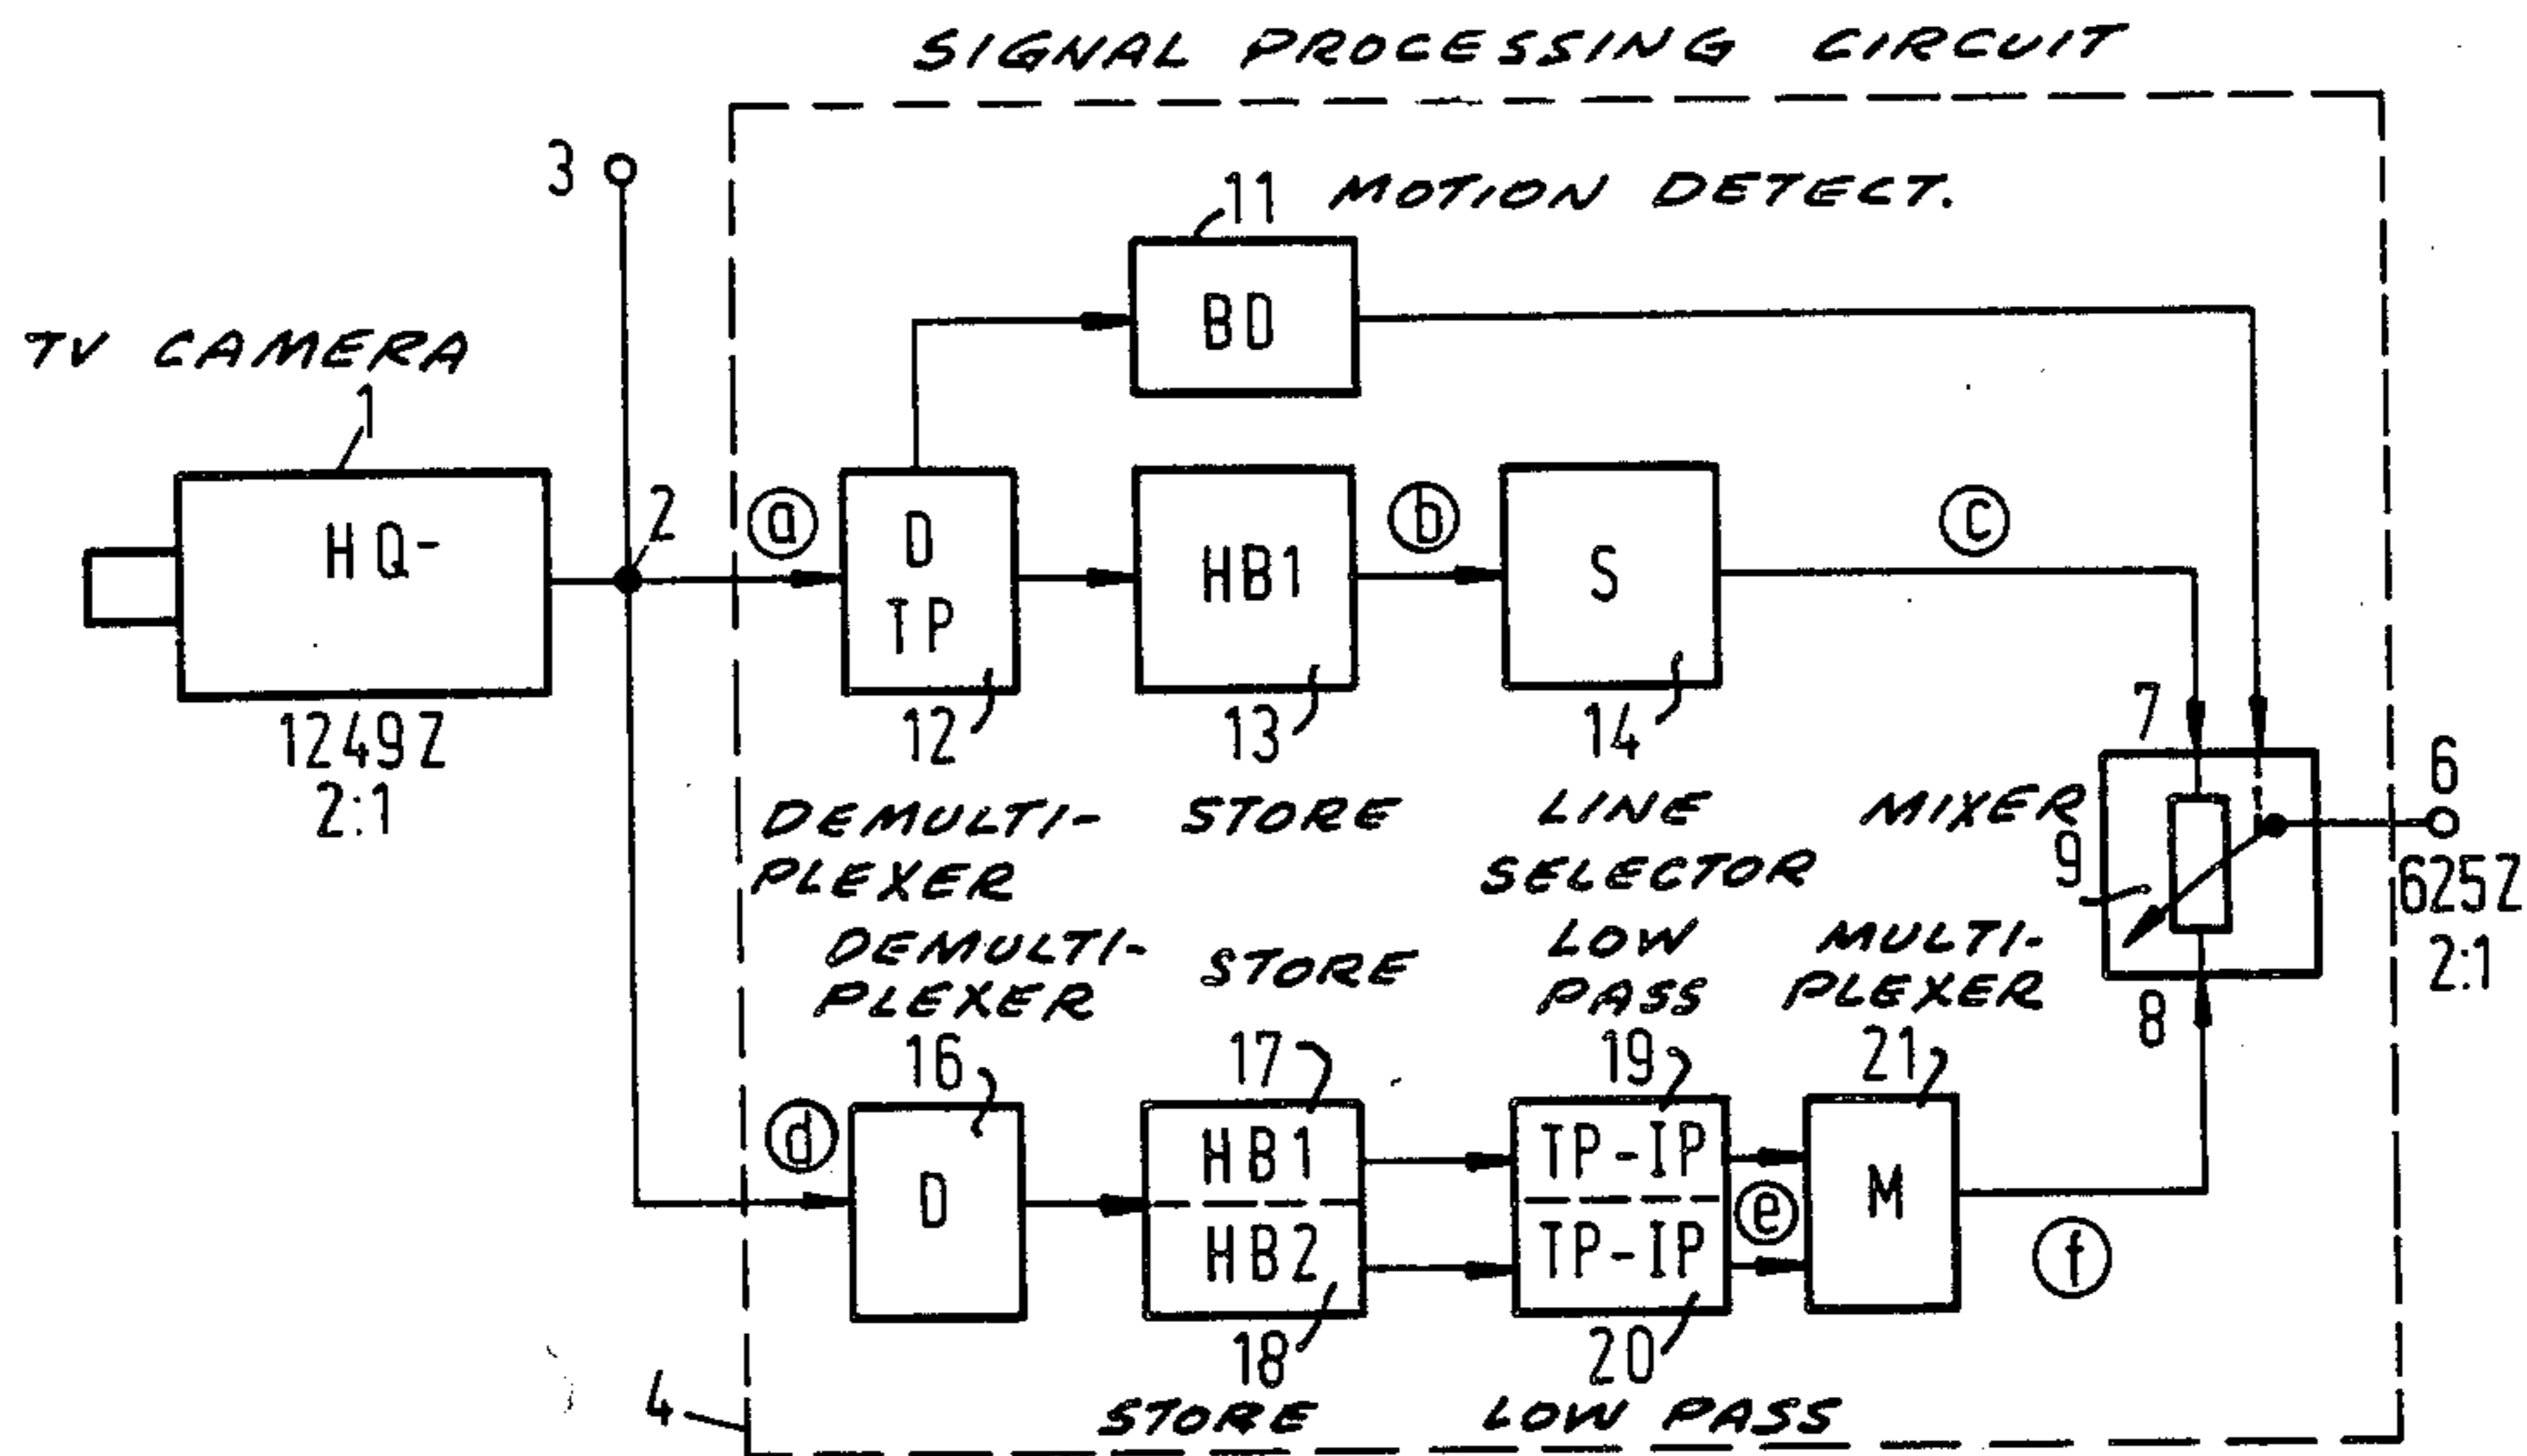 SIGNAL PROCESSING CIRCUIT
3
11 MOTION DETECT.
BD
TV CAMERA
1
HQ-
1249Z
2:1
2
a
D
TP
12
HB1
13
b
S
14
c
7
DEMULTI-
PLEXER
STORE
LINE
SELECTOR
MIXER
9
6
625Z
2:1
8
DEMULTI-
PLEXER
16
STORE
17
LOW
PASS
19
MULTI-
PLEXER
21
d
D
HB1
HB2
18
STORE
TP-IP
TP-IP
20
LOW PASS
e
M
f
4